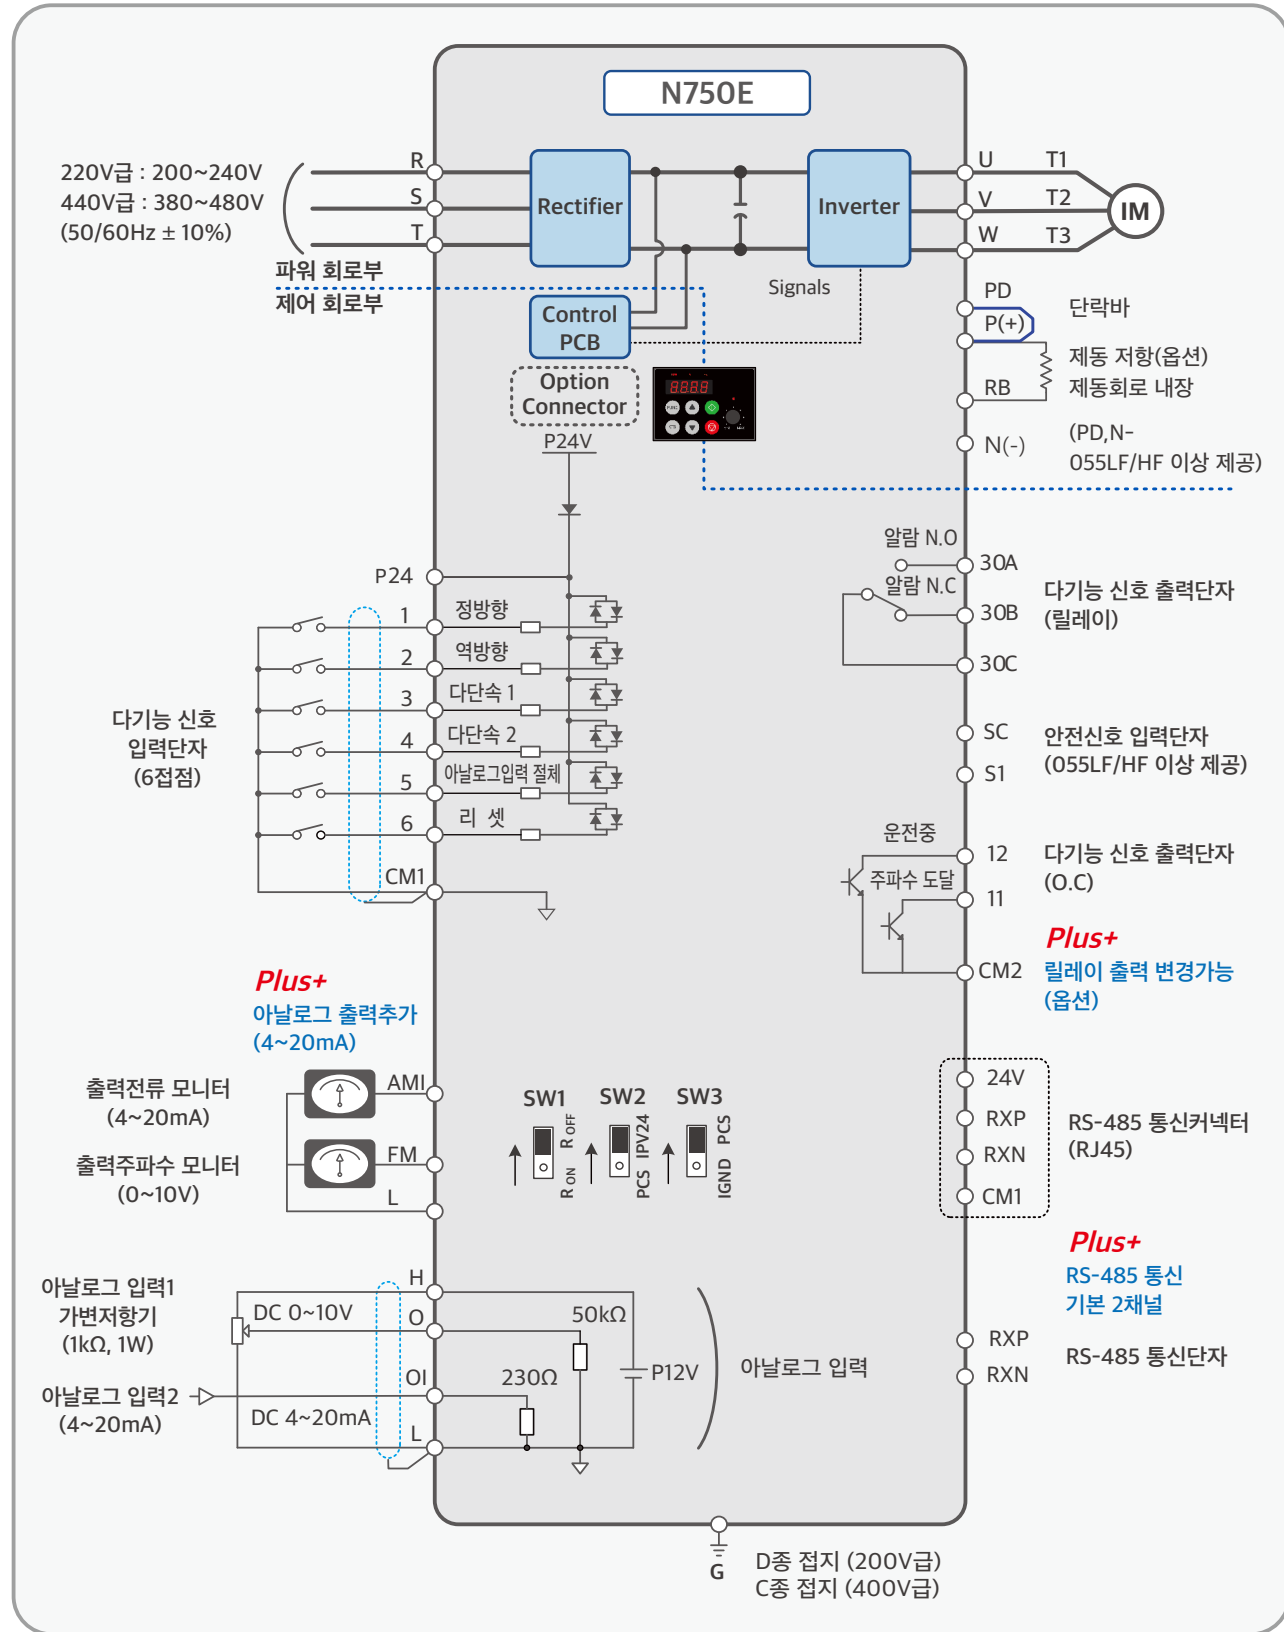 N750E
220V급 : 200~240V
440V급 : 380~480V
(50/60Hz ± 10%)
R
S
T
Rectifier
Inverter
U
V
W
T1
T2
T3
IM
파워 회로부
제어 회로부
Signals
Control
PCB
Option
Connector
PD
P(+)
단락바
제동 저항(옵션)
제동회로 내장
RB
N(-)
(PD,N-
055LF/HF 이상 제공)
P24V
P24
1
정방향
2
역방향
3
다단속 1
4
다단속 2
5
아날로그입력 절체
6
리 셋
CM1
다기능 신호
입력단자
(6접점)
알람 N.O
30A
알람 N.C
30B
30C
다기능 신호 출력단자
(릴레이)
SC
S1
안전신호 입력단자
(055LF/HF 이상 제공)
운전중
12
주파수 도달
11
CM2
다기능 신호 출력단자
(O.C)
Plus+
릴레이 출력 변경가능
(옵션)
Plus+
아날로그 출력추가
(4~20mA)
출력전류 모니터
(4~20mA)
AMI
출력주파수 모니터
(0~10V)
FM
L
SW1
R ON
R OFF
SW2
PCS
IPV24
SW3
IGND
PCS
24V
RXP
RXN
CM1
RS-485 통신커넥터
(RJ45)
Plus+
RS-485 통신
기본 2채널
RXP
RXN
RS-485 통신단자
아날로그 입력1
가변저항기
(1kΩ, 1W)
아날로그 입력2
(4~20mA)
H
DC 0~10V
O
OI
DC 4~20mA
L
50kΩ
230Ω
P12V
아날로그 입력
G
D종 접지 (200V급)
C종 접지 (400V급)